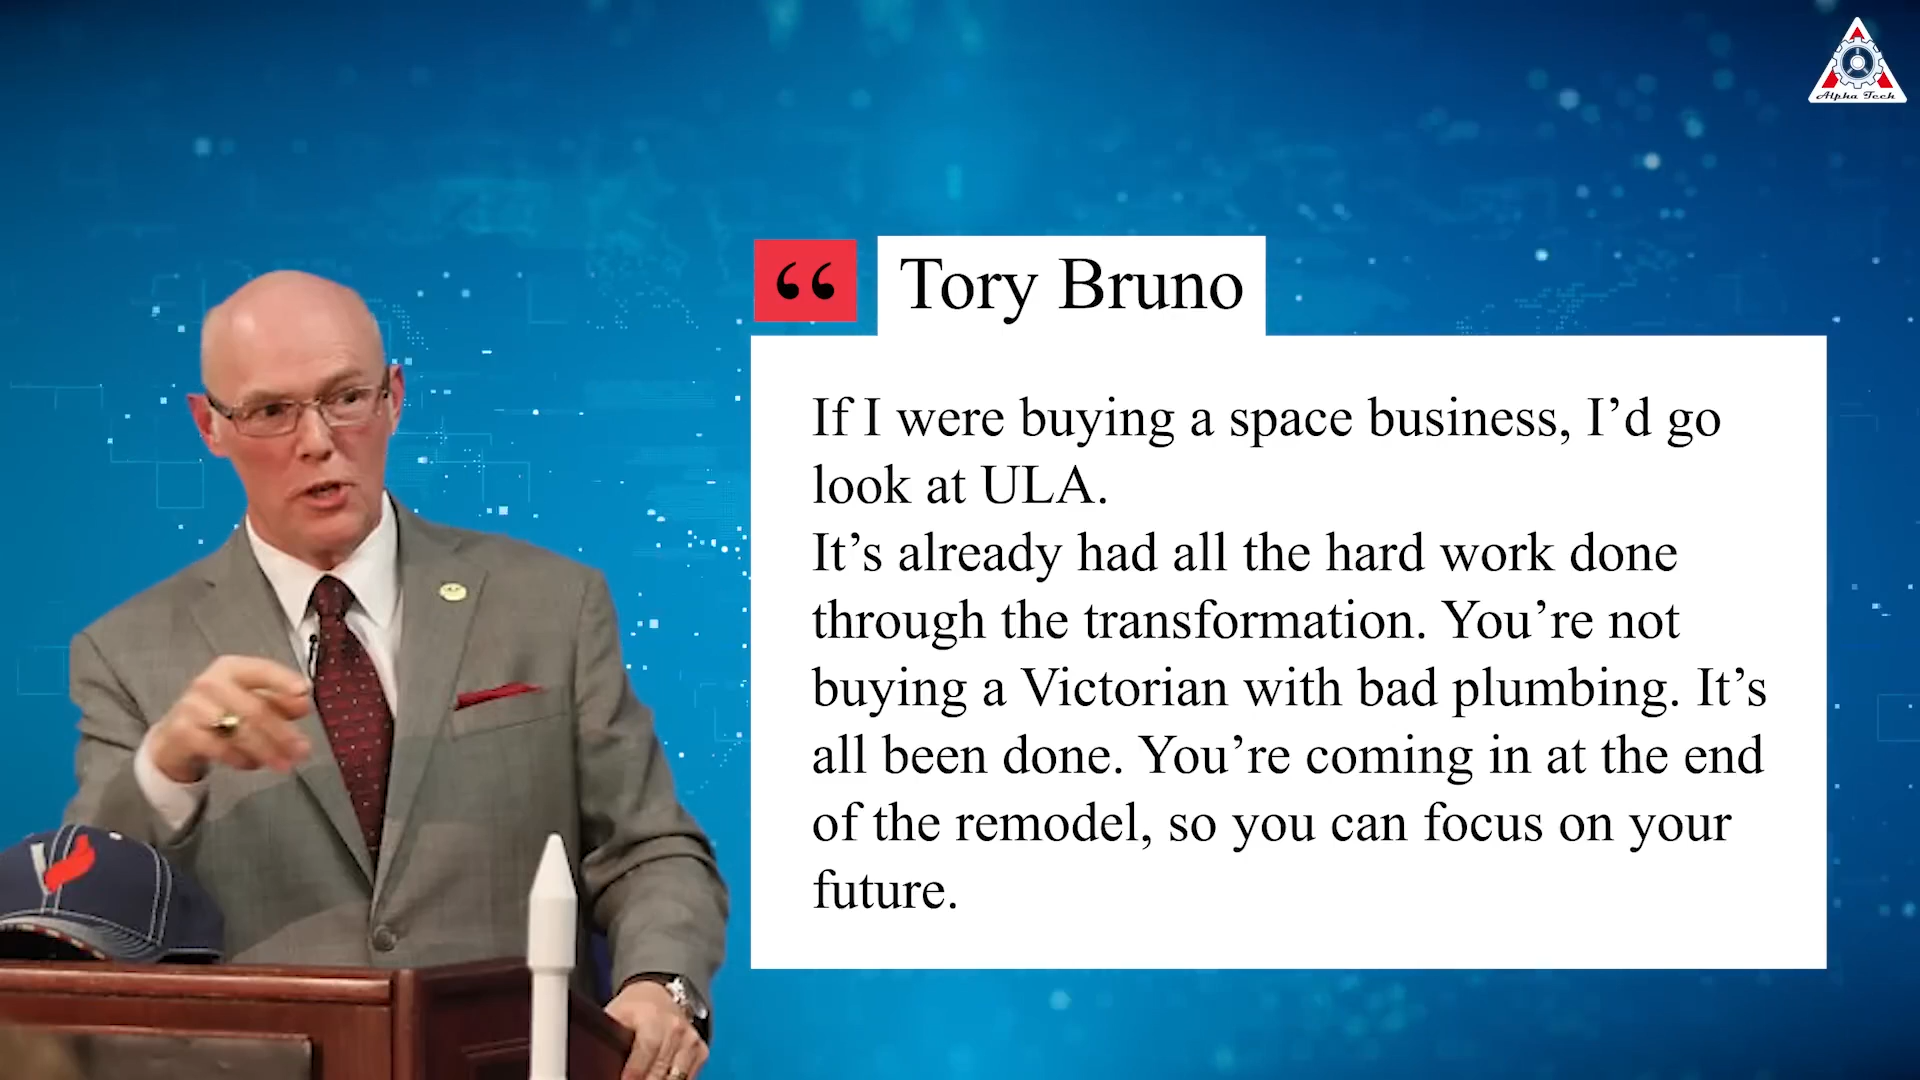 Alpha Tech
“
Tory Bruno
If I were buying a space business, I’d go
look at ULA.
It’s already had all the hard work done
through the transformation. You’re not
buying a Victorian with bad plumbing. It’s
all been done. You’re coming in at the end
of the remodel, so you can focus on your
future.